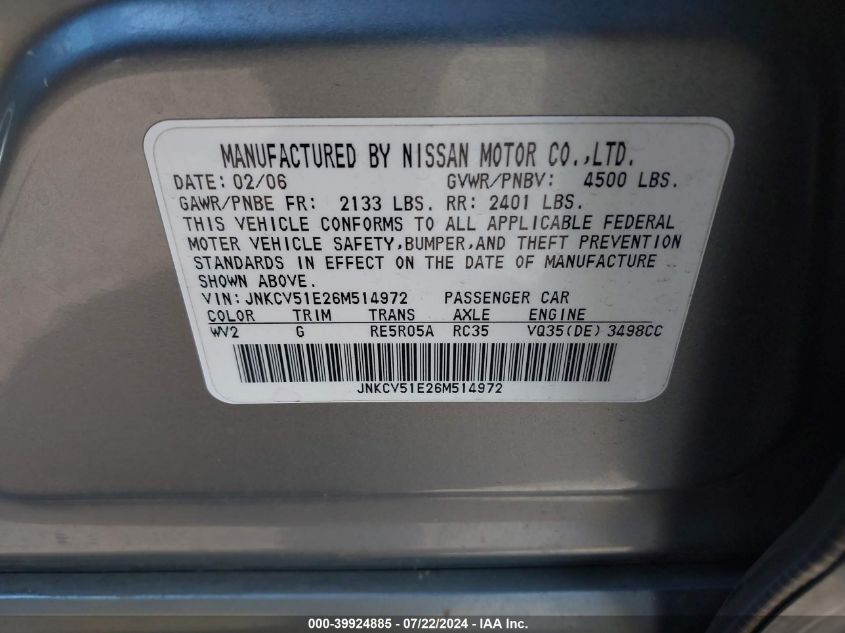 MANUFACTURED BY NISSAN MOTOR CO.,LTD.
DATE: 02/06 GVWR/PNBV: 4500 LBS.
GAWR/PNBE FR: 2133 LBS. RR: 2401 LBS.
THIS VEHICLE CONFORMS TO ALL APPLICABLE FEDERAL
MOTER VEHICLE SAFETY,BUMPER,AND THEFT PREVENTION
STANDARDS IN EFFECT ON THE DATE OF MANUFACTURE
SHOWN ABOVE.
VIN: JNKCV51E26M514972 PASSENGER CAR
COLOR TRIM TRANS AXLE ENGINE
WV2 G RE5R05A RC35 VQ35(DE) 3498CC
JNKCV51E26M514972
000-39924885 - 07/22/2024 - IAA Inc.